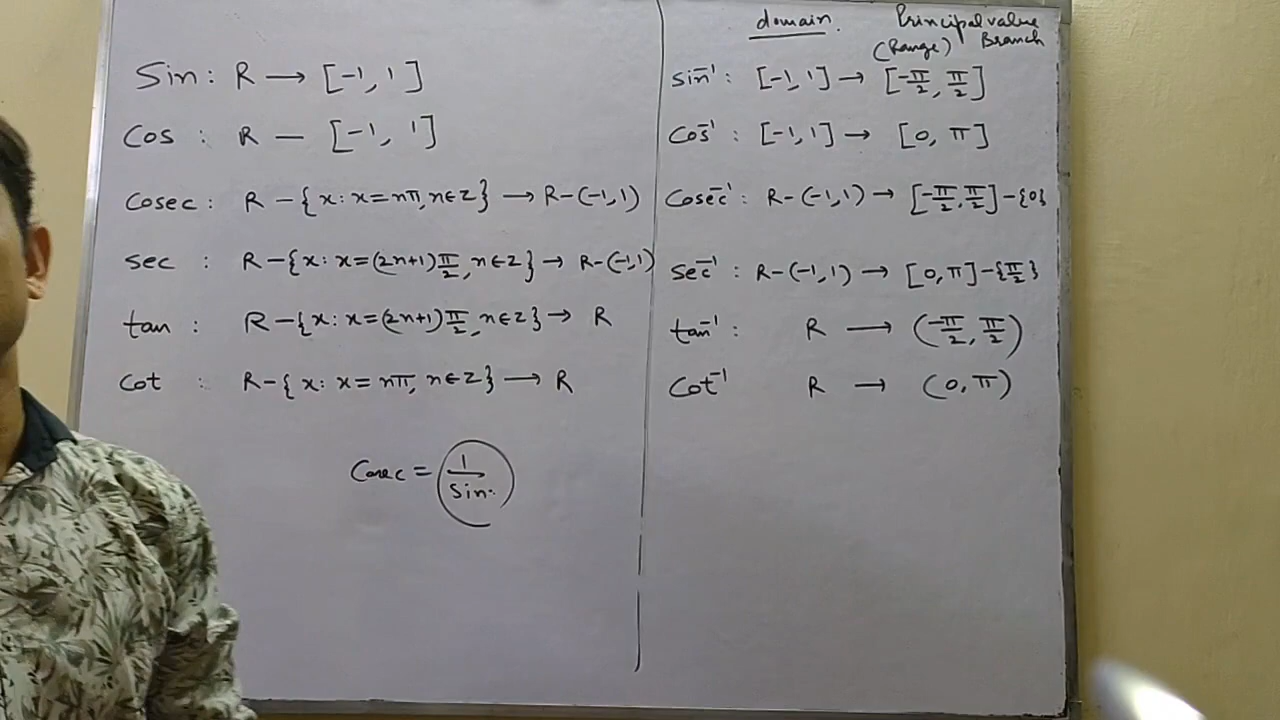 Sin : R → [-1, 1]
Cos : R — [-1, 1]
Cosec : R - {x : x = nπ, n∈Z} → R-(-1,1)
sec : R - {x : x = (2n+1)π/2, n∈Z} → R-(-1,1)
tan : R - {x : x = (2n+1)π/2, n∈Z} → R
Cot : R - {x : x = nπ, n∈Z} → R
Cosec = 1/Sin.
domain. Principal value
(Range) Branch
sin⁻¹ : [-1, 1] → [-π/2, π/2]
Cos⁻¹ : [-1, 1] → [0, π]
Cosec⁻¹ : R-(-1,1) → [-π/2, π/2]-{0}
sec⁻¹ : R-(-1,1) → [0, π]-{π/2}
tan⁻¹ : R → (-π/2, π/2)
Cot⁻¹ R → (0, π)